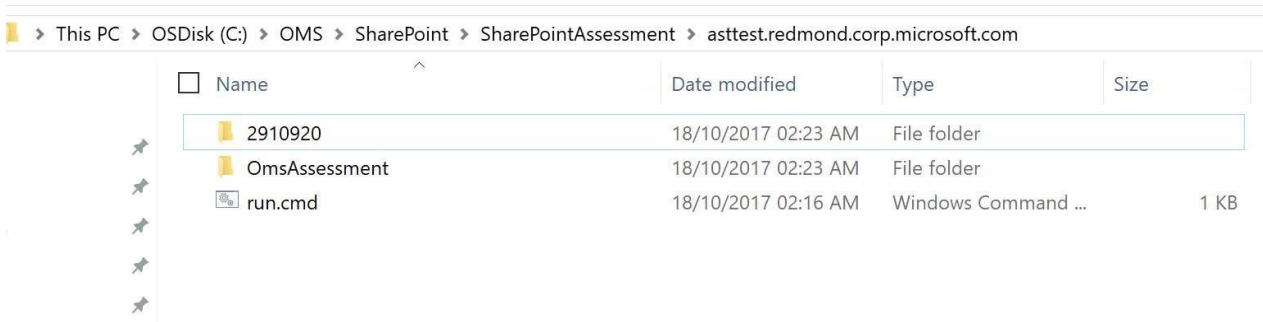 This PC > OSDisk (C:) > OMS > SharePoint > SharePointAssessment > asttest.redmond.corp.microsoft.com
Name Date modified Type Size
2910920 18/10/2017 02:23 AM File folder
OmsAssessment 18/10/2017 02:23 AM File folder
run.cmd 18/10/2017 02:16 AM Windows Command ... 1 KB